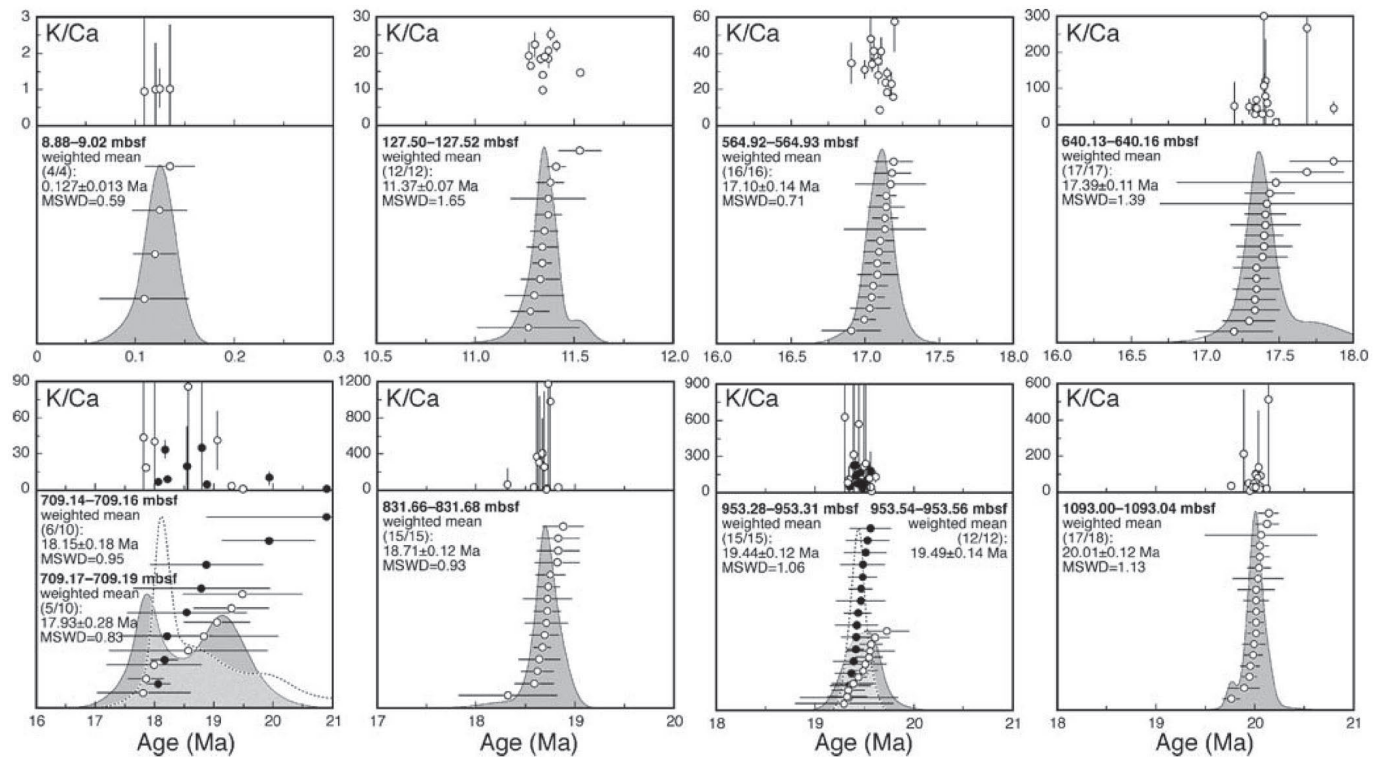 3
2
1
0
K/Ca
8.88–9.02 mbsf
weighted mean
(4/4):
0.127±0.013 Ma
MSWD=0.59
0 0.1 0.2 0.3
30
20
10
0
K/Ca
127.50–127.52 mbsf
weighted mean
(12/12):
11.37±0.07 Ma
MSWD=1.65
10.5 11.0 11.5 12.0
60
40
20
0
K/Ca
564.92–564.93 mbsf
weighted mean
(16/16):
17.10±0.14 Ma
MSWD=0.71
16.0 16.5 17.0 17.5 18.0
300
200
100
0
K/Ca
640.13–640.16 mbsf
weighted mean
(17/17):
17.39±0.11 Ma
MSWD=1.39
16.0 16.5 17.0 17.5 18.0
90
60
30
0
K/Ca
709.14–709.16 mbsf
weighted mean
(6/10):
18.15±0.18 Ma
MSWD=0.95
709.17–709.19 mbsf
weighted mean
(5/10):
17.93±0.28 Ma
MSWD=0.83
16 17 18 19 20 21
Age (Ma)
1200
800
400
0
K/Ca
831.66–831.68 mbsf
weighted mean
(15/15):
18.71±0.12 Ma
MSWD=0.93
17 18 19 20
Age (Ma)
900
600
300
0
K/Ca
953.28–953.31 mbsf
weighted mean
(15/15):
19.44±0.12 Ma
MSWD=1.06
953.54–953.56 mbsf
weighted mean
(12/12):
19.49±0.14 Ma
18 19 20 21
Age (Ma)
600
400
200
0
K/Ca
1093.00–1093.04 mbsf
weighted mean
(17/18):
20.01±0.12 Ma
MSWD=1.13
18 19 20 21
Age (Ma)